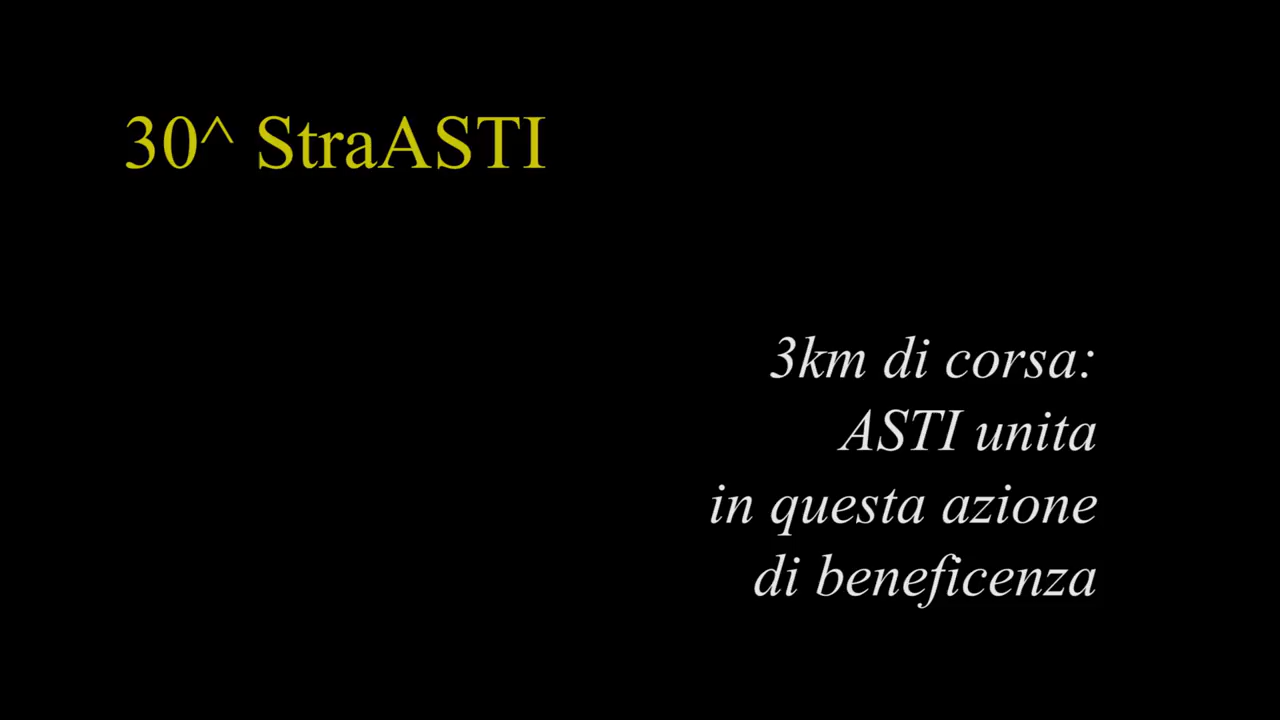 30^ StraASTI
3km di corsa:
ASTI unita
in questa azione
di beneficenza